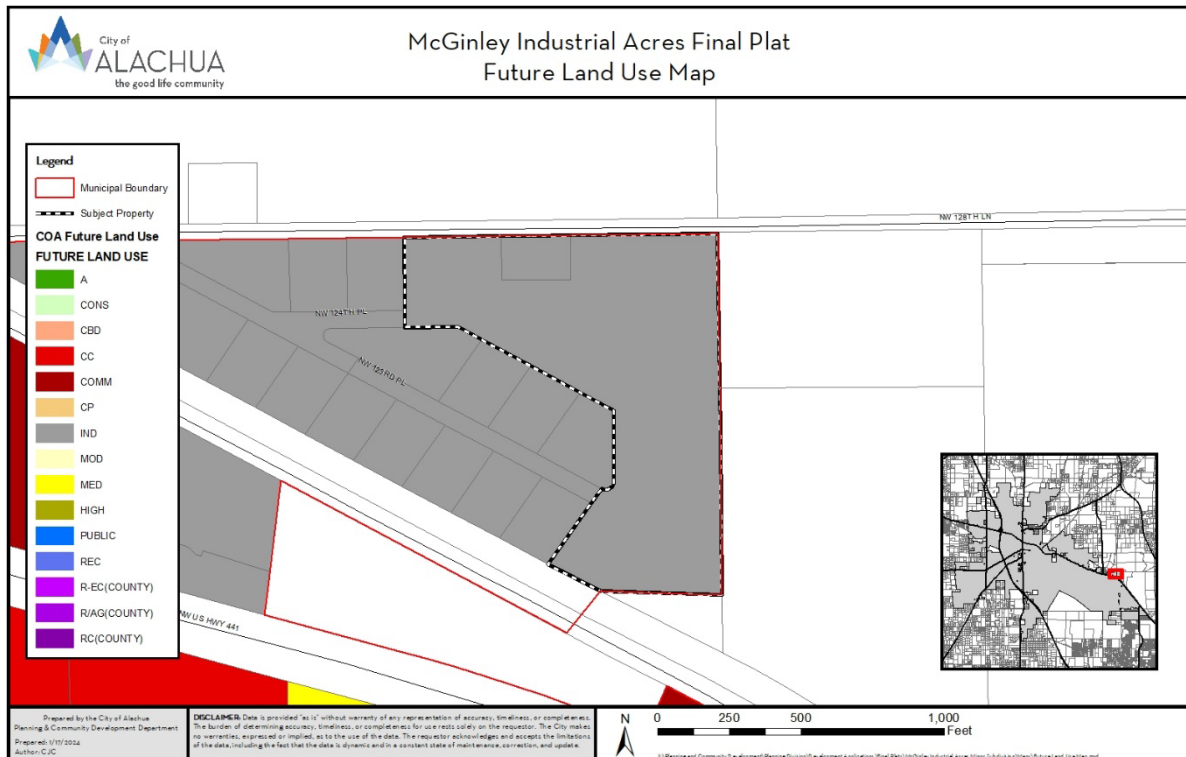 City of
ALACHUA
the good life community
McGinley Industrial Acres Final Plat
Future Land Use Map
Legend
Municipal Boundary
Subject Property
COA Future Land Use
FUTURE LAND USE
A
CONS
CBD
CC
COMM
CP
IND
MOD
MED
HIGH
PUBLIC
REC
R-EC(COUNTY)
R/AG(COUNTY)
RC(COUNTY)
NW 128TH LN
NW 124TH PL
NW 123RD PL
NW US HWY 441
Prepared by the City of Alachua
Planning & Community Development Department
Prepared: 1/17/2024
Author: CJC
DISCLAIMER: Data is provided "as is" without warranty of any representation of accuracy, timeliness, or completeness.
The burden of determining accuracy, timeliness, or completeness for use rests solely on the requestor. The City makes
no warranties, expressed or implied, as to the use of the data. The requestor acknowledges and accepts the limitations
of the data, including the fact that the data is dynamic and in a constant state of maintenance, correction, and update.
N
0 250 500 1,000
Feet